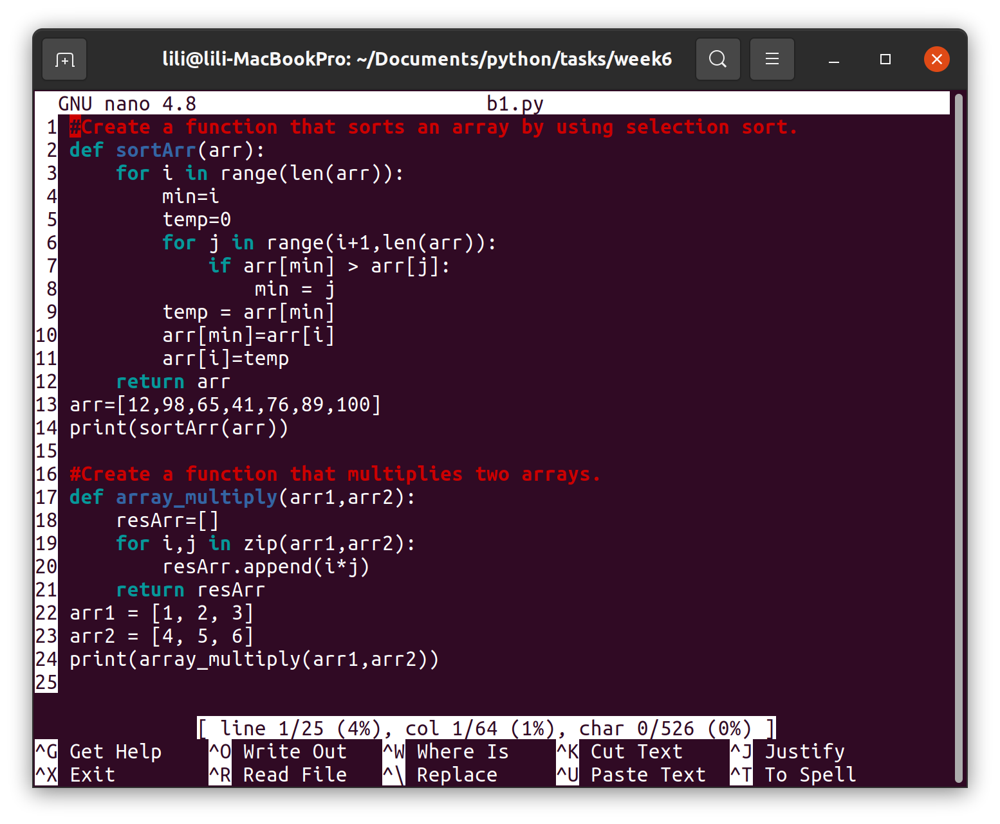 lili@lili-MacBookPro: ~/Documents/python/tasks/week6
GNU nano 4.8 b1.py
1 #Create a function that sorts an array by using selection sort.
2 def sortArr(arr):
3     for i in range(len(arr)):
4         min=i
5         temp=0
6         for j in range(i+1,len(arr)):
7             if arr[min] > arr[j]:
8                 min = j
9         temp = arr[min]
10         arr[min]=arr[i]
11         arr[i]=temp
12     return arr
13 arr=[12,98,65,41,76,89,100]
14 print(sortArr(arr))
15
16 #Create a function that multiplies two arrays.
17 def array_multiply(arr1,arr2):
18     resArr=[]
19     for i,j in zip(arr1,arr2):
20         resArr.append(i*j)
21     return resArr
22 arr1 = [1, 2, 3]
23 arr2 = [4, 5, 6]
24 print(array_multiply(arr1,arr2))
25
[ line 1/25 (4%), col 1/64 (1%), char 0/526 (0%) ]
^G Get Help ^O Write Out ^W Where Is ^K Cut Text ^J Justify
^X Exit ^R Read File ^\ Replace ^U Paste Text ^T To Spell